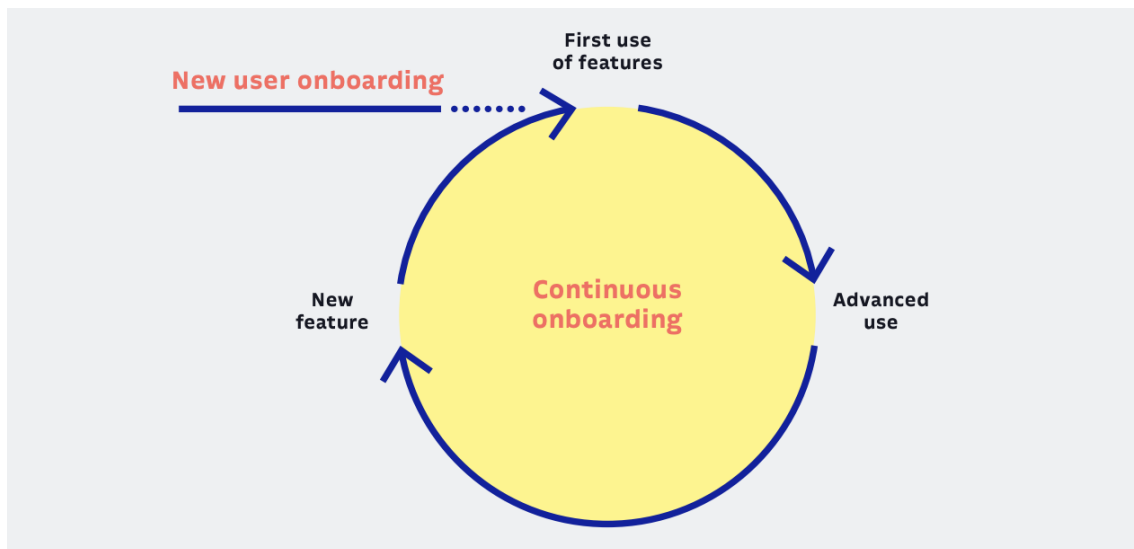 First use
of features
New user onboarding
Continuous
onboarding
New
feature
Advanced
use